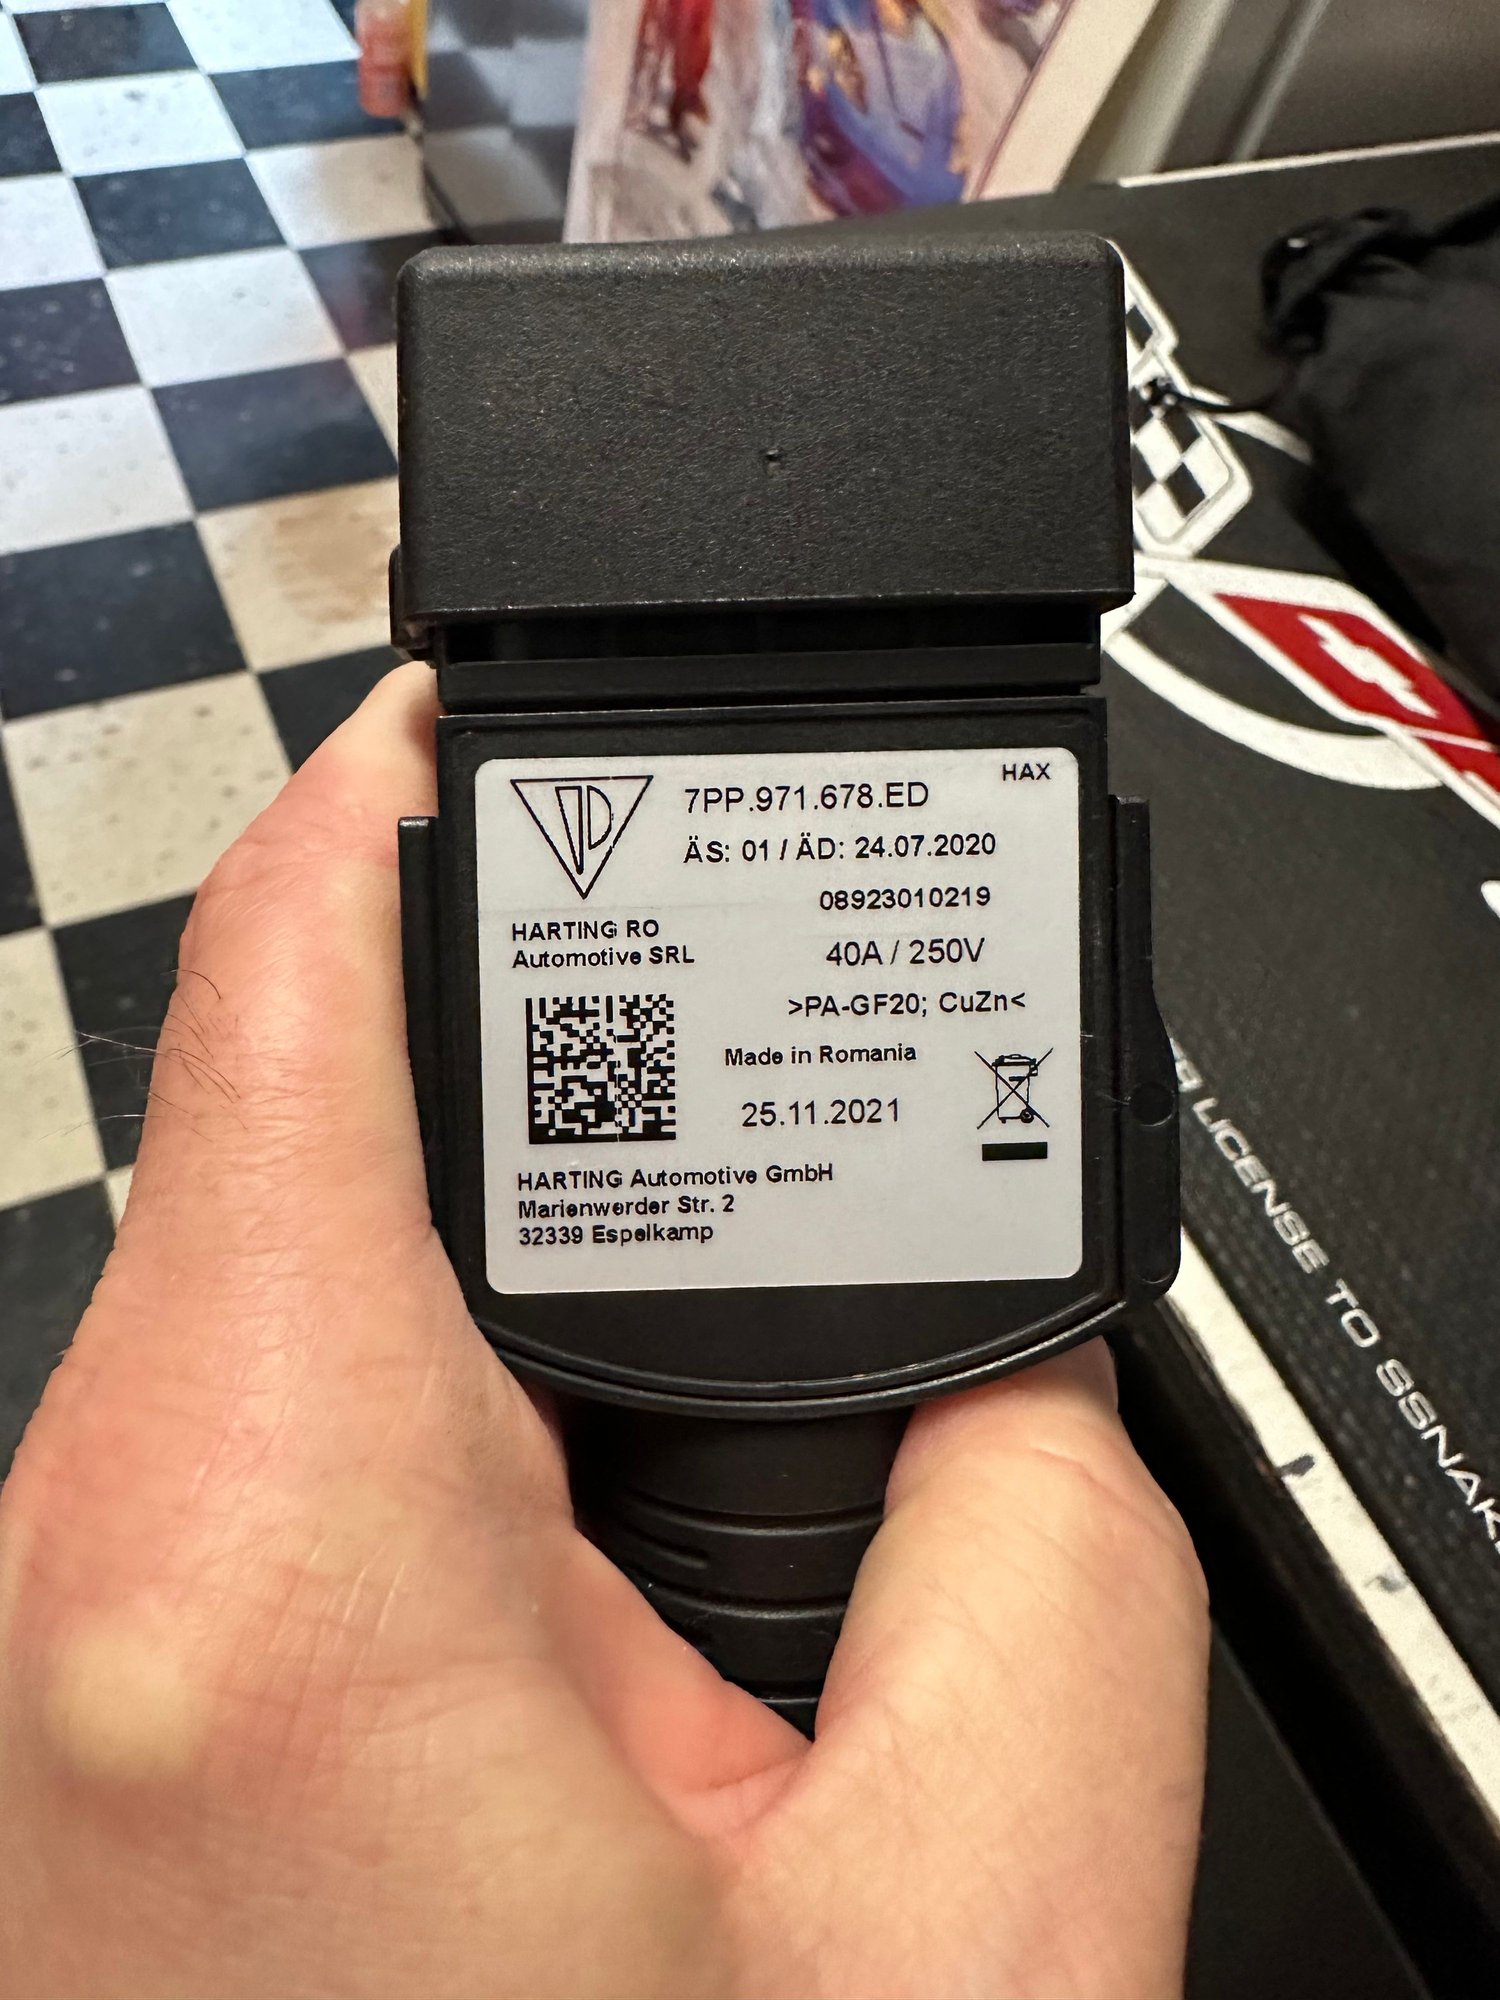 HAX
7PP.971.678.ED
ÄS: 01 / ÄD: 24.07.2020
08923010219
HARTING RO
Automotive SRL
40A / 250V
>PA-GF20; CuZn<
Made in Romania
25.11.2021
HARTING Automotive GmbH
Marienwerder Str. 2
32339 Espelkamp
LICENSE TO SSNAKE